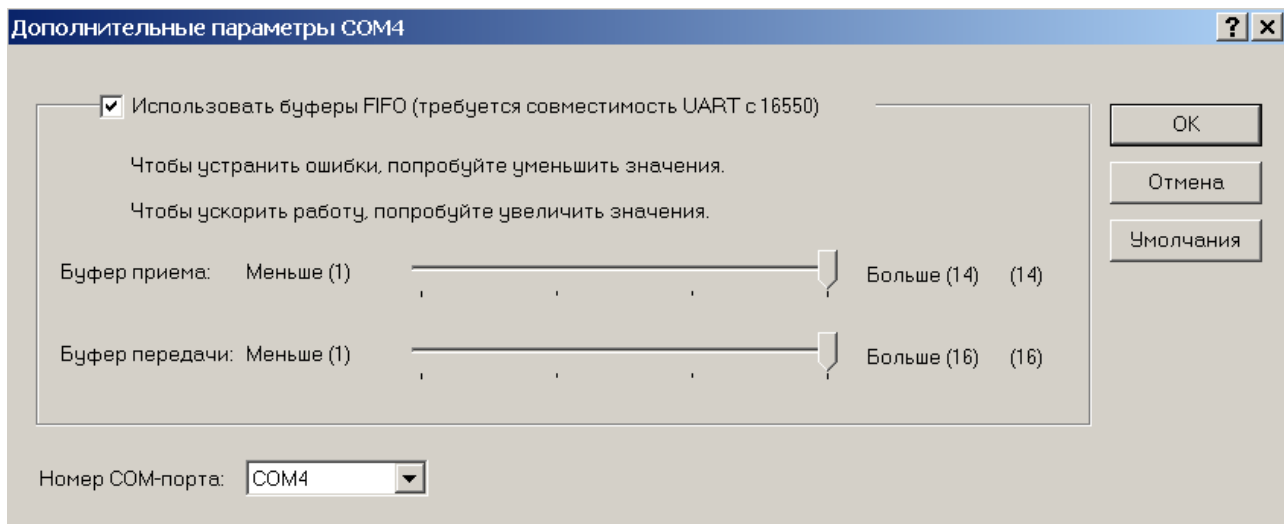 Дополнительные параметры COM4
Использовать буферы FIFO (требуется совместимость UART с 16550)
OK
Чтобы устранить ошибки, попробуйте уменьшить значения.
Отмена
Чтобы ускорить работу, попробуйте увеличить значения.
Умолчания
Буфер приема: Меньше (1) Больше (14) (14)
Буфер передачи: Меньше (1) Больше (16) (16)
Номер COM-порта: COM4